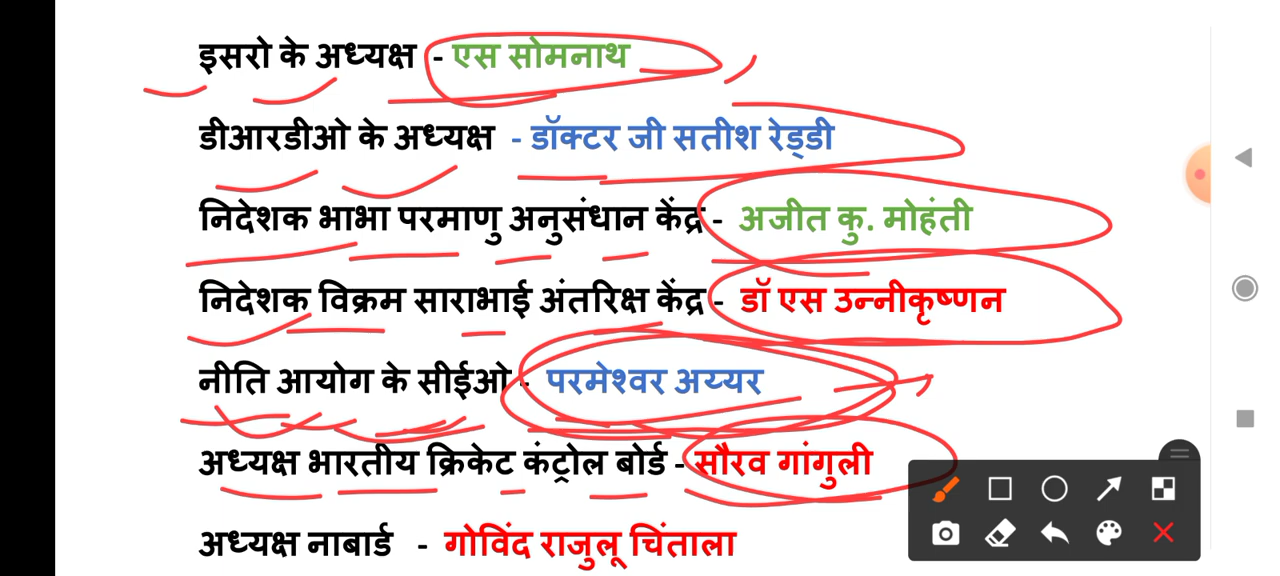 इसरो के अध्यक्ष - एस सोमनाथ
डीआरडीओ के अध्यक्ष - डॉक्टर जी सतीश रेड्डी
निदेशक भाभा परमाणु अनुसंधान केंद्र - अजीत कु. मोहंती
निदेशक विक्रम साराभाई अंतरिक्ष केंद्र - डॉ एस उन्नीकृष्णन
नीति आयोग के सीईओ - परमेश्वर अय्यर
अध्यक्ष भारतीय क्रिकेट कंट्रोल बोर्ड - सौरव गांगुली
अध्यक्ष नाबार्ड - गोविंद राजुलू चिंताला